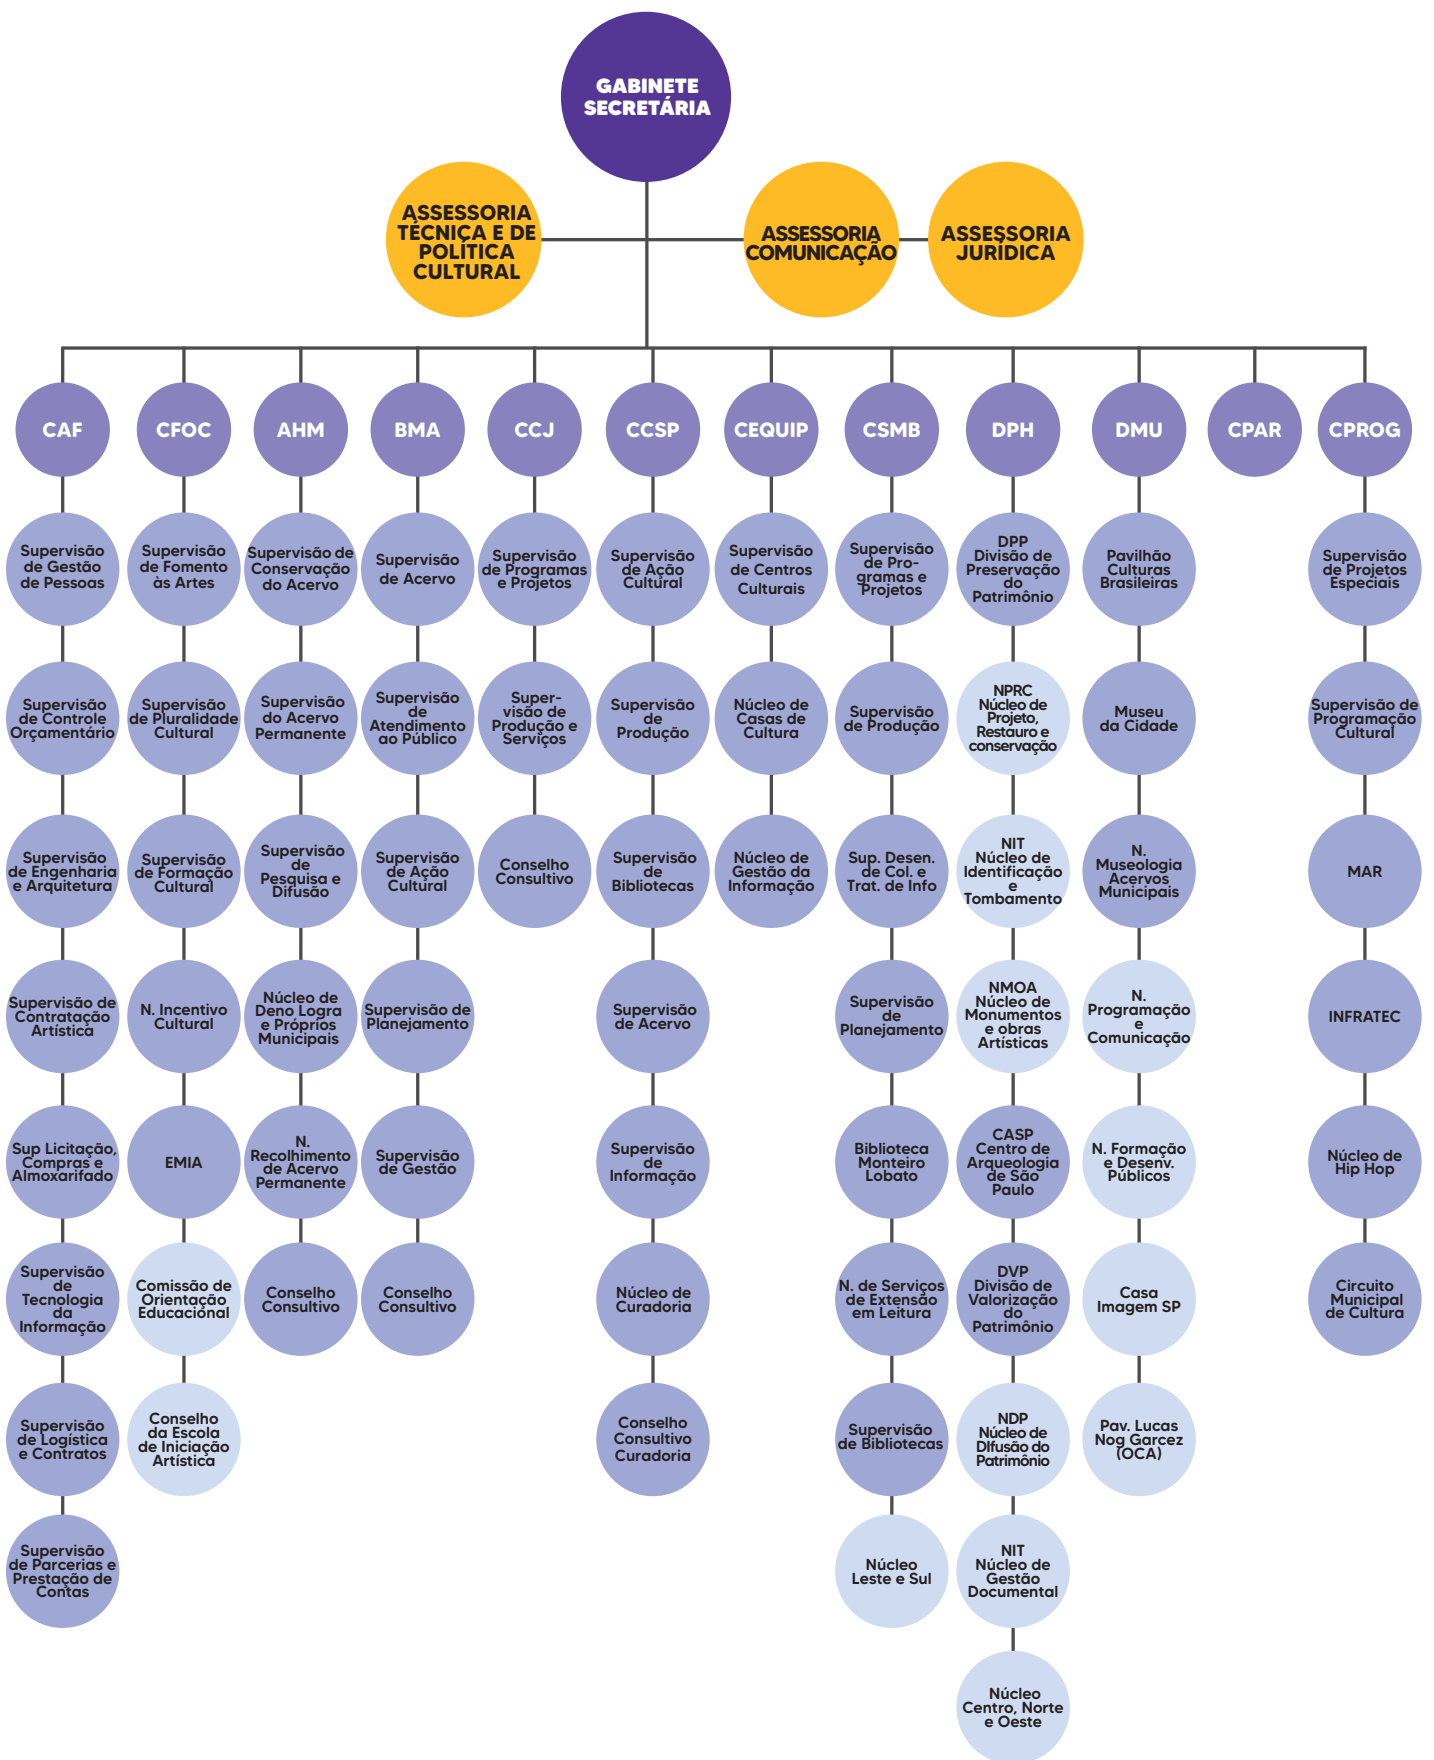 GABINETE
SECRETÁRIA
ASSESSORIA
TÉCNIÇA E DE
POLÍTICA
CULTURAL
ASSESSORIA
COMUNICAÇÃO
ASSESSORIA
JURÍDICA
CAF
CFOC
AHM
BMA
CCJ
CCSP
CEQUIP
CSMB
DPH
DMU
CPAR
CPROG
Supervisão
de Gestão
de Pessoas
Supervisão
de Fomento
às Artes
Supervisão de
Conservação
do Acervo
Supervisão
de Acervo
Supervisão
de Programas
e Projetos
Supervisão
de Ação
Cultural
Supervisão
de Centros
Culturais
Supervisão
de Pro-
gramas e
Projetos
DPP
Divisão de
Preservação
do
Patrimônio
Pavilhão
Culturas
Brasileiras
Supervisão
de Projetos
Especiais
Supervisão
de Controle
Orçamentário
Supervisão
de Pluralidade
Cultural
Supervisão
do Acervo
Permanente
Supervisão
de
Atendimento
ao Público
Super-
visão de
Produção e
Serviços
Supervisão
de
Produção
Núcleo de
Casas de
Cultura
Supervisão
de Produção
NPRC
Núcleo de
Projeto,
Restauro e
conservação
Museu
da Cidade
Supervisão de
Programação
Cultural
Supervisão
de Engenharia
e Arquitetura
Supervisão
de Formação
Cultural
Supervisão
de
Pesquisa e
Difusão
Supervisão
de Ação
Cultural
Conselho
Consultivo
Supervisão
de
Bibliotecas
Núcleo de
Gestão da
Informação
Sup. Desen.
de Col. e
Trat. de Info
NIT
Núcleo de
Identificação
e
Tombamento
N.
Museologia
Acervos
Municipais
MAR
Supervisão de
Contratação
Artística
N. Incentivo
Cultural
Núcleo de
Deno Logra
e Próprios
Municipais
Supervisão de
Planejamento
Supervisão
de Acervo
Supervisão
de
Planejamento
NMOA
Núcleo de
Monumentos
e obras
Artísticas
N.
Programação
e
Comunicação
INFRATEC
Sup Licitação,
Compras e
Almoxarifado
EMIA
N.
Recolhimento
de Acervo
Permanente
Supervisão
de Gestão
Supervisão
de
Informação
Biblioteca
Monteiro
Lobato
CASP
Centro de
Arqueologia
de São
Paulo
N. Formação
e Desenv.
Públicos
Núcleo de
Hip Hop
Supervisão
de
Tecnologia
da
Informação
Comissão de
Orientação
Educacional
Conselho
Consultivo
Conselho
Consultivo
Núcleo de
Curadoria
N. de Serviços
de Extensão
em Leitura
DVP
Divisão de
Valorização
do
Patrimônio
Casa
Imagem SP
Circuito
Municipal
de Cultura
Supervisão
de Logística
e Contratos
Conselho
da Escola
de Iniciação
Artística
Conselho
Consultivo
Curadoria
Supervisão
de Bibliotecas
NDP
Núcleo de
DIfusão do
Patrimônio
Pav. Lucas
Nog Garcez
(OCA)
Supervisão
de Parcerias e
Prestação de
Contas
Núcleo
Leste e Sul
NIT
Núcleo de
Gestão
Documental
Núcleo
Centro, Norte
e Oeste